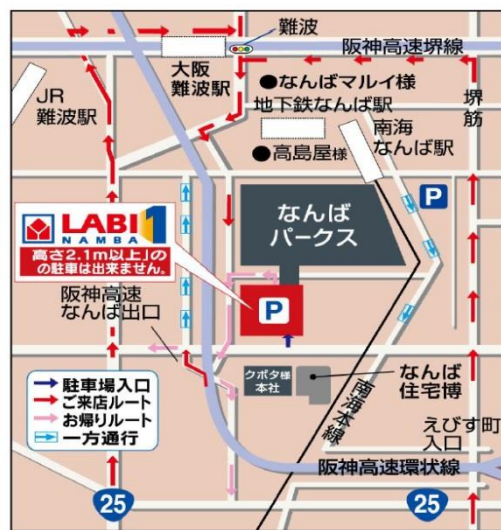 難波
阪神高速堺線
大阪
難波駅
●なんばマルイ様
地下鉄なんば駅
JR
難波駅
堺筋
南海
なんば駅
●高島屋様
P
なんば
パークス
LABI1
NAMBA
高さ2.1m以上」の
の駐車は出来ません。
P
阪神高速
なんば出口
クボタ様
本社
なんば
住宅博
南海本線
えびす町
入口
駐車場入口
ご来店ルート
お帰りルート
一方通行
阪神高速環状線
25
25